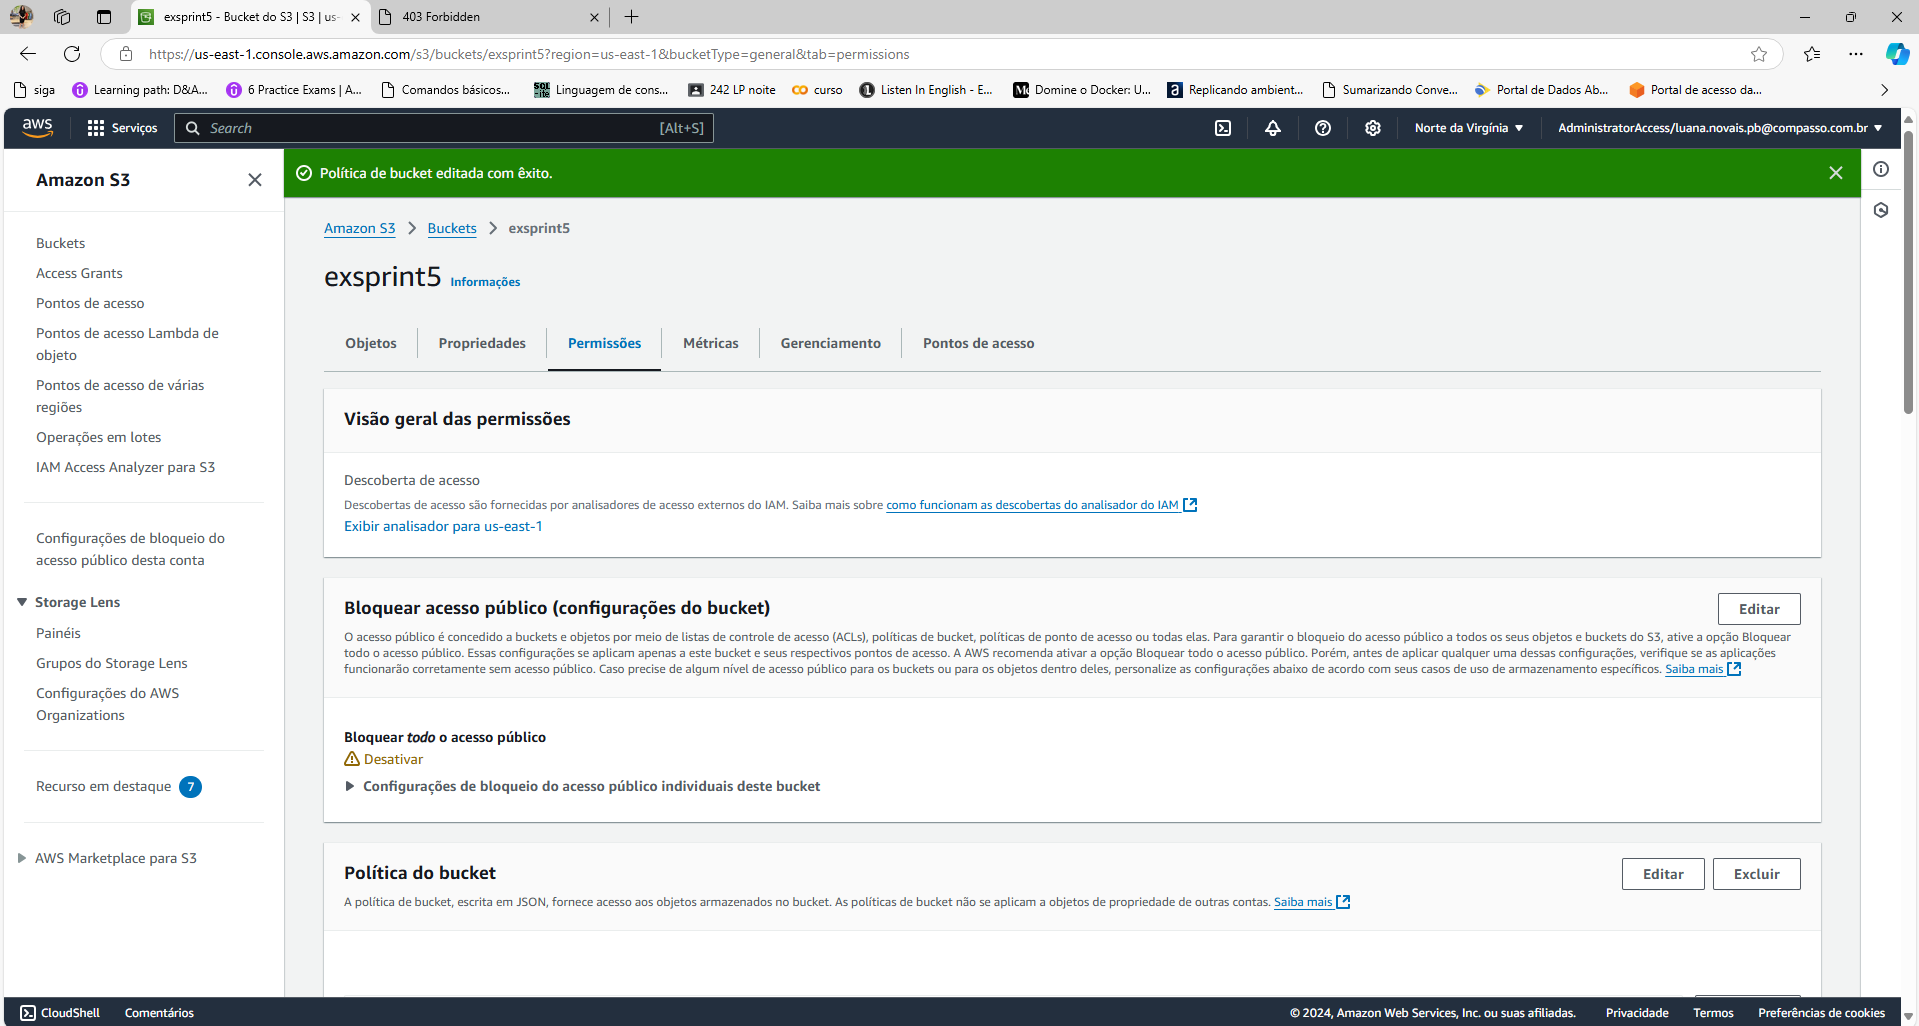 exsprint5 - Bucket do S3 | S3 | us-
403 Forbidden
https://us-east-1.console.aws.amazon.com/s3/buckets/exsprint5?region=us-east-1&bucketType=general&tab=permissions
siga
Learning path: D&A...
6 Practice Exams | A...
Comandos básicos...
Linguagem de cons...
242 LP noite
curso
Listen In English - E...
Domine o Docker: U...
Replicando ambient...
Sumarizando Conve...
Portal de Dados Ab...
Portal de acesso da...
aws
Serviços
Search
[Alt+S]
Norte da Virgínia
AdministratorAccess/luana.novais.pb@compasso.com.br
Amazon S3
Buckets
Access Grants
Pontos de acesso
Pontos de acesso Lambda de
objeto
Pontos de acesso de várias
regiões
Operações em lotes
IAM Access Analyzer para S3
Configurações de bloqueio do
acesso público desta conta
Storage Lens
Painéis
Grupos do Storage Lens
Configurações do AWS
Organizations
Recurso em destaque 7
AWS Marketplace para S3
Política de bucket editada com êxito.
Amazon S3 > Buckets > exsprint5
exsprint5 Informações
Objetos
Propriedades
Permissões
Métricas
Gerenciamento
Pontos de acesso
Visão geral das permissões
Descoberta de acesso
Descobertas de acesso são fornecidas por analisadores de acesso externos do IAM. Saiba mais sobre como funcionam as descobertas do analisador do IAM
Exibir analisador para us-east-1
Bloquear acesso público (configurações do bucket)
Editar
O acesso público é concedido a buckets e objetos por meio de listas de controle de acesso (ACLs), políticas de bucket, políticas de ponto de acesso ou todas elas. Para garantir o bloqueio do acesso público a todos os seus objetos e buckets do S3, ative a opção Bloquear
todo o acesso público. Essas configurações se aplicam apenas a este bucket e seus respectivos pontos de acesso. A AWS recomenda ativar a opção Bloquear todo o acesso público. Porém, antes de aplicar qualquer uma dessas configurações, verifique se as aplicações
funcionarão corretamente sem acesso público. Caso precise de algum nível de acesso público para os buckets ou para os objetos dentro deles, personalize as configurações abaixo de acordo com seus casos de uso de armazenamento específicos. Saiba mais
Bloquear todo o acesso público
Desativar
Configurações de bloqueio do acesso público individuais deste bucket
Política do bucket
Editar
Excluir
A política de bucket, escrita em JSON, fornece acesso aos objetos armazenados no bucket. As políticas de bucket não se aplicam a objetos de propriedade de outras contas. Saiba mais
CloudShell
Comentários
© 2024, Amazon Web Services, Inc. ou suas afiliadas.
Privacidade
Termos
Preferências de cookies